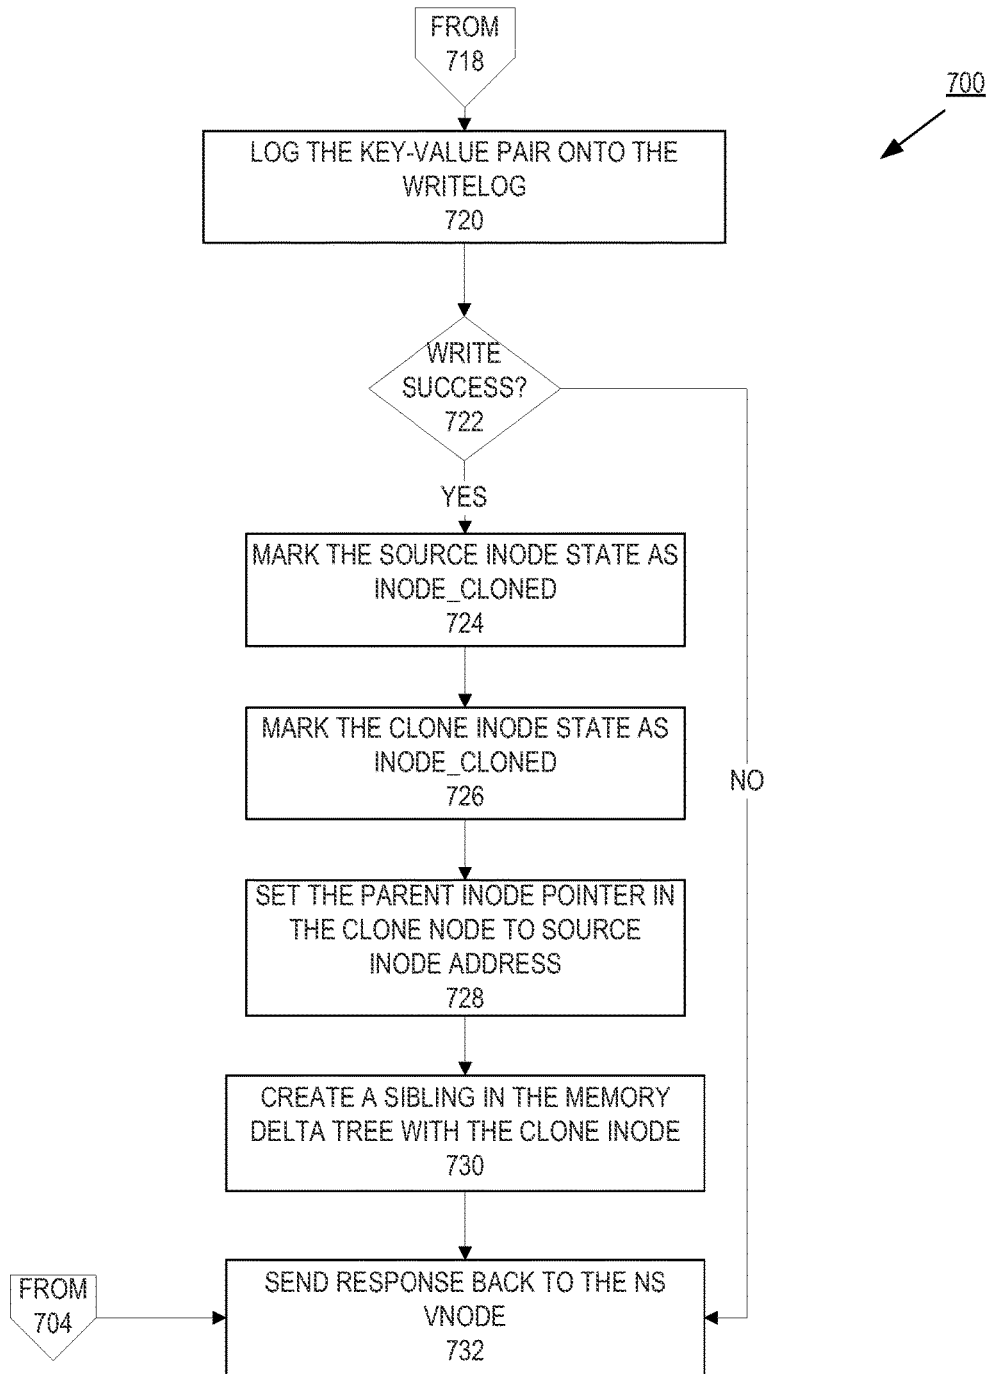 FROM
718
700
LOG THE KEY-VALUE PAIR ONTO THE
WRITELOG
720
WRITE
SUCCESS?
722
YES
MARK THE SOURCE INODE STATE AS
INODE_CLONED
724
MARK THE CLONE INODE STATE AS
INODE_CLONED
726
NO
SET THE PARENT INODE POINTER IN
THE CLONE NODE TO SOURCE
INODE ADDRESS
728
CREATE A SIBLING IN THE MEMORY
DELTA TREE WITH THE CLONE INODE
730
FROM
704
SEND RESPONSE BACK TO THE NS
VNODE
732